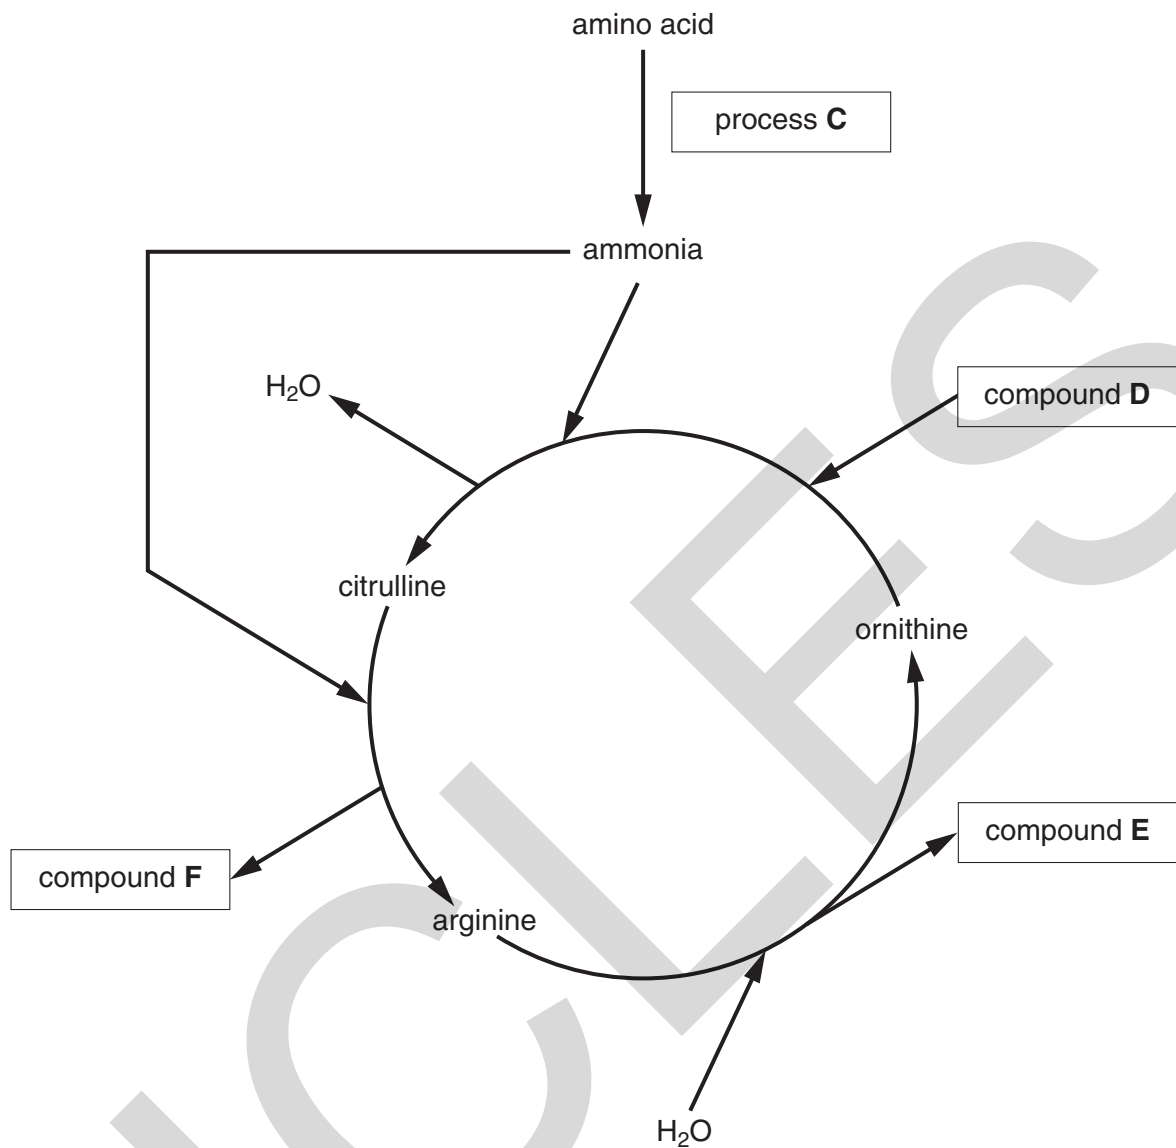 amino acid
process C
ammonia
H₂O
compound D
citrulline
ornithine
compound E
compound F
arginine
H₂O